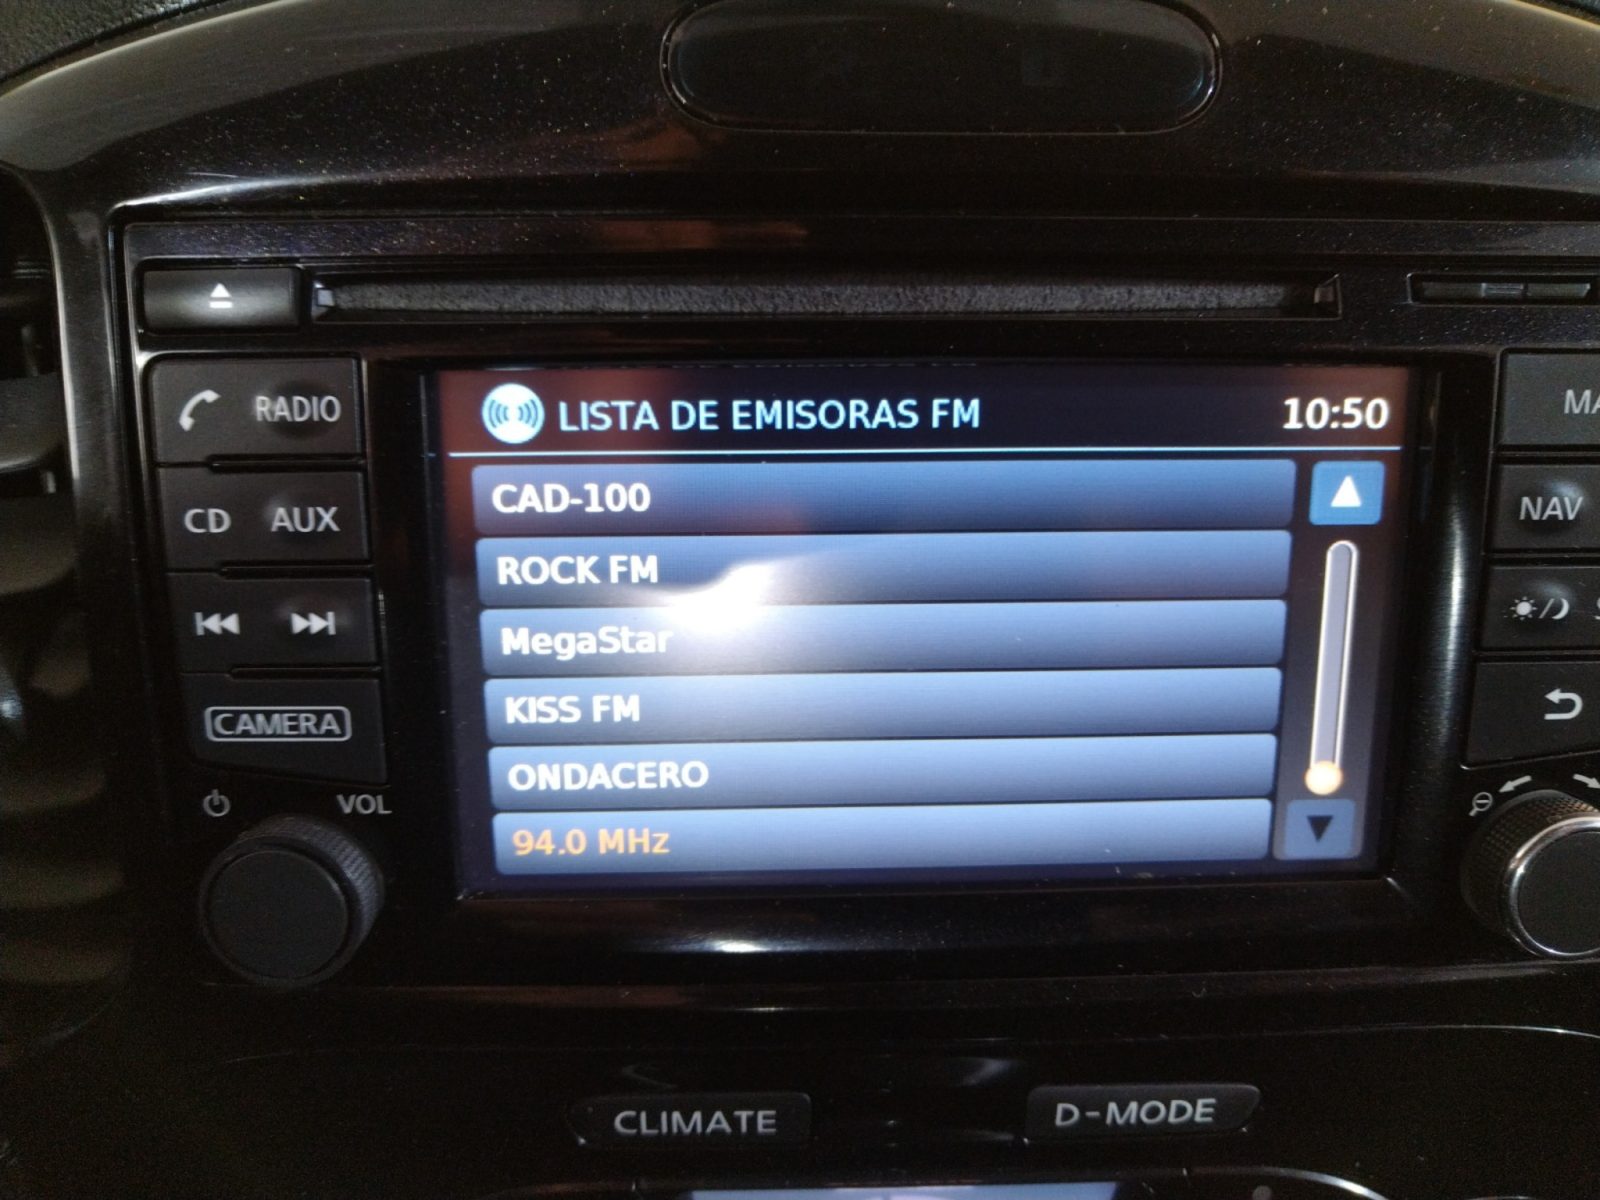 RADIO
CD AUX
CAMERA
VOL
LISTA DE EMISORAS FM 10:50
CAD-100
ROCK FM
MegaStar
KISS FM
ONDACERO
94.0 MHz
NAV
CLIMATE
D-MODE